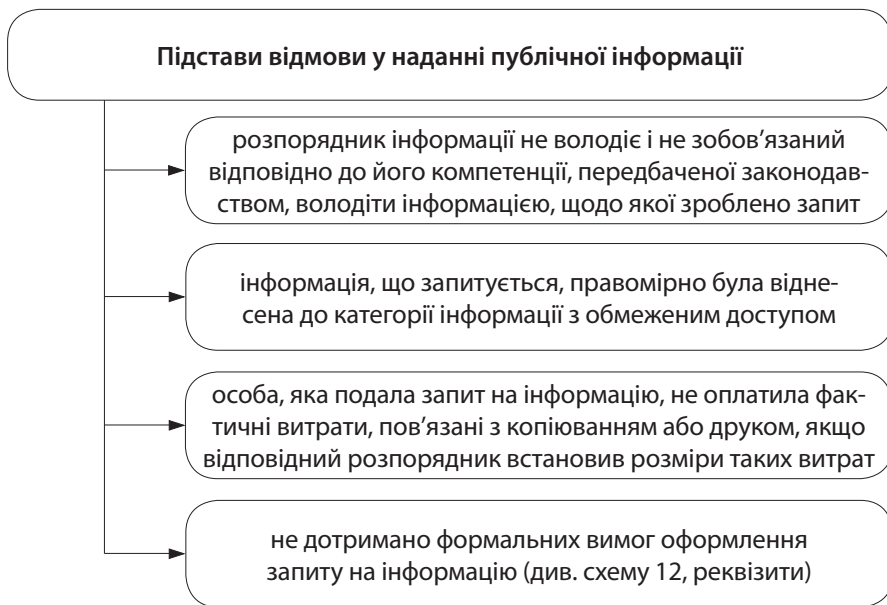 Підстави відмови у наданні публічної інформації
розпорядник інформації не володіє і не зобов’язаний
відповідно до його компетенції, передбаченої законодав-
ством, володіти інформацією, щодо якої зроблено запит
інформація, що запитується, правомірно була відне-
сена до категорії інформації з обмеженим доступом
особа, яка подала запит на інформацію, не оплатила фак-
тичні витрати, пов’язані з копіюванням або друком, якщо
відповідний розпорядник встановив розміри таких витрат
не дотримано формальних вимог оформлення
запиту на інформацію (див. схему 12, реквізити)